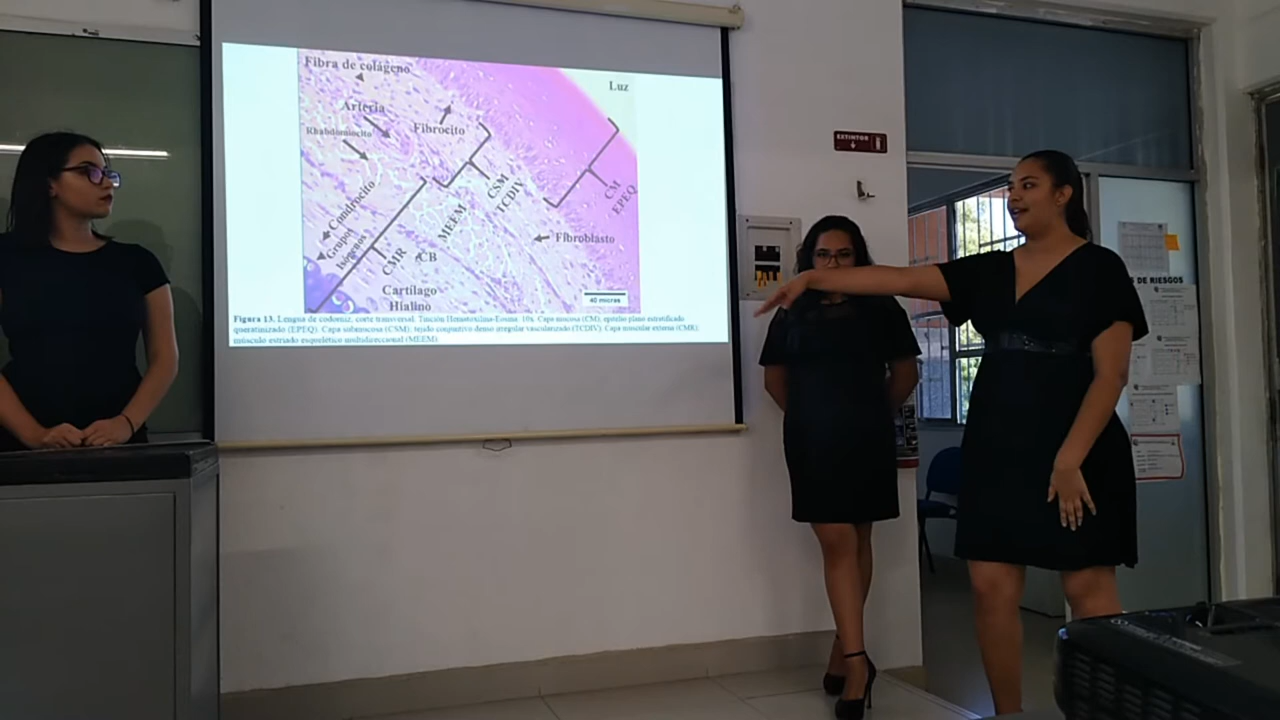 Fibra de colágeno
Luz
Arteria
Rhabdomiocito
Fibrocito
CSM
TCDIV
CM
EPEQ
Condrocito
Grupos
Isógenos
MEEM
Fibroblasto
CMR
CB
Cartílago
Hialino
40 micras
Figura 13. Lengua de codorniz, corte transversal. Tinción Hematoxilina-Eosina. 10x. Capa mucosa (CM); epitelio plano estratificado
queratinizado (EPEQ). Capa submucosa (CSM); tejido conjuntivo denso irregular vascularizado (TCDIV). Capa muscular externa (CMR);
músculo estriado esquelético multidireccional (MEEM)
EXTINTOR
DE RIESGOS